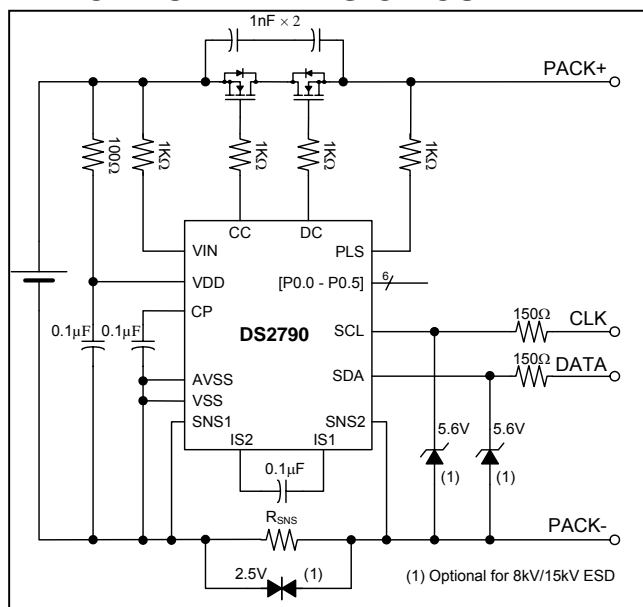 1nF × 2
PACK+
100Ω
1KΩ
1KΩ
1KΩ
1KΩ
CC
DC
VIN
PLS
VDD
[P0.0 - P0.5]
6
CP
0.1µF
0.1µF
DS2790
SCL
150Ω
CLK
SDA
150Ω
DATA
AVSS
VSS
SNS1
SNS2
IS2
IS1
5.6V
5.6V
(1)
(1)
0.1µF
RSNS
PACK-
2.5V
(1)
(1) Optional for 8kV/15kV ESD